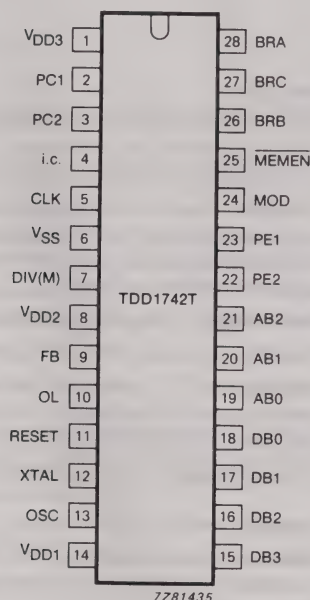 VDD3 1
PC1 2
PC2 3
i.c. 4
CLK 5
VSS 6
DIV(M) 7
VDD2 8
FB 9
OL 10
RESET 11
XTAL 12
OSC 13
VDD1 14
TDD1742T
28 BRA
27 BRC
26 BRB
25 MEMEN
24 MOD
23 PE1
22 PE2
21 AB2
20 AB1
19 AB0
18 DB0
17 DB1
16 DB2
15 DB3
7Z81435